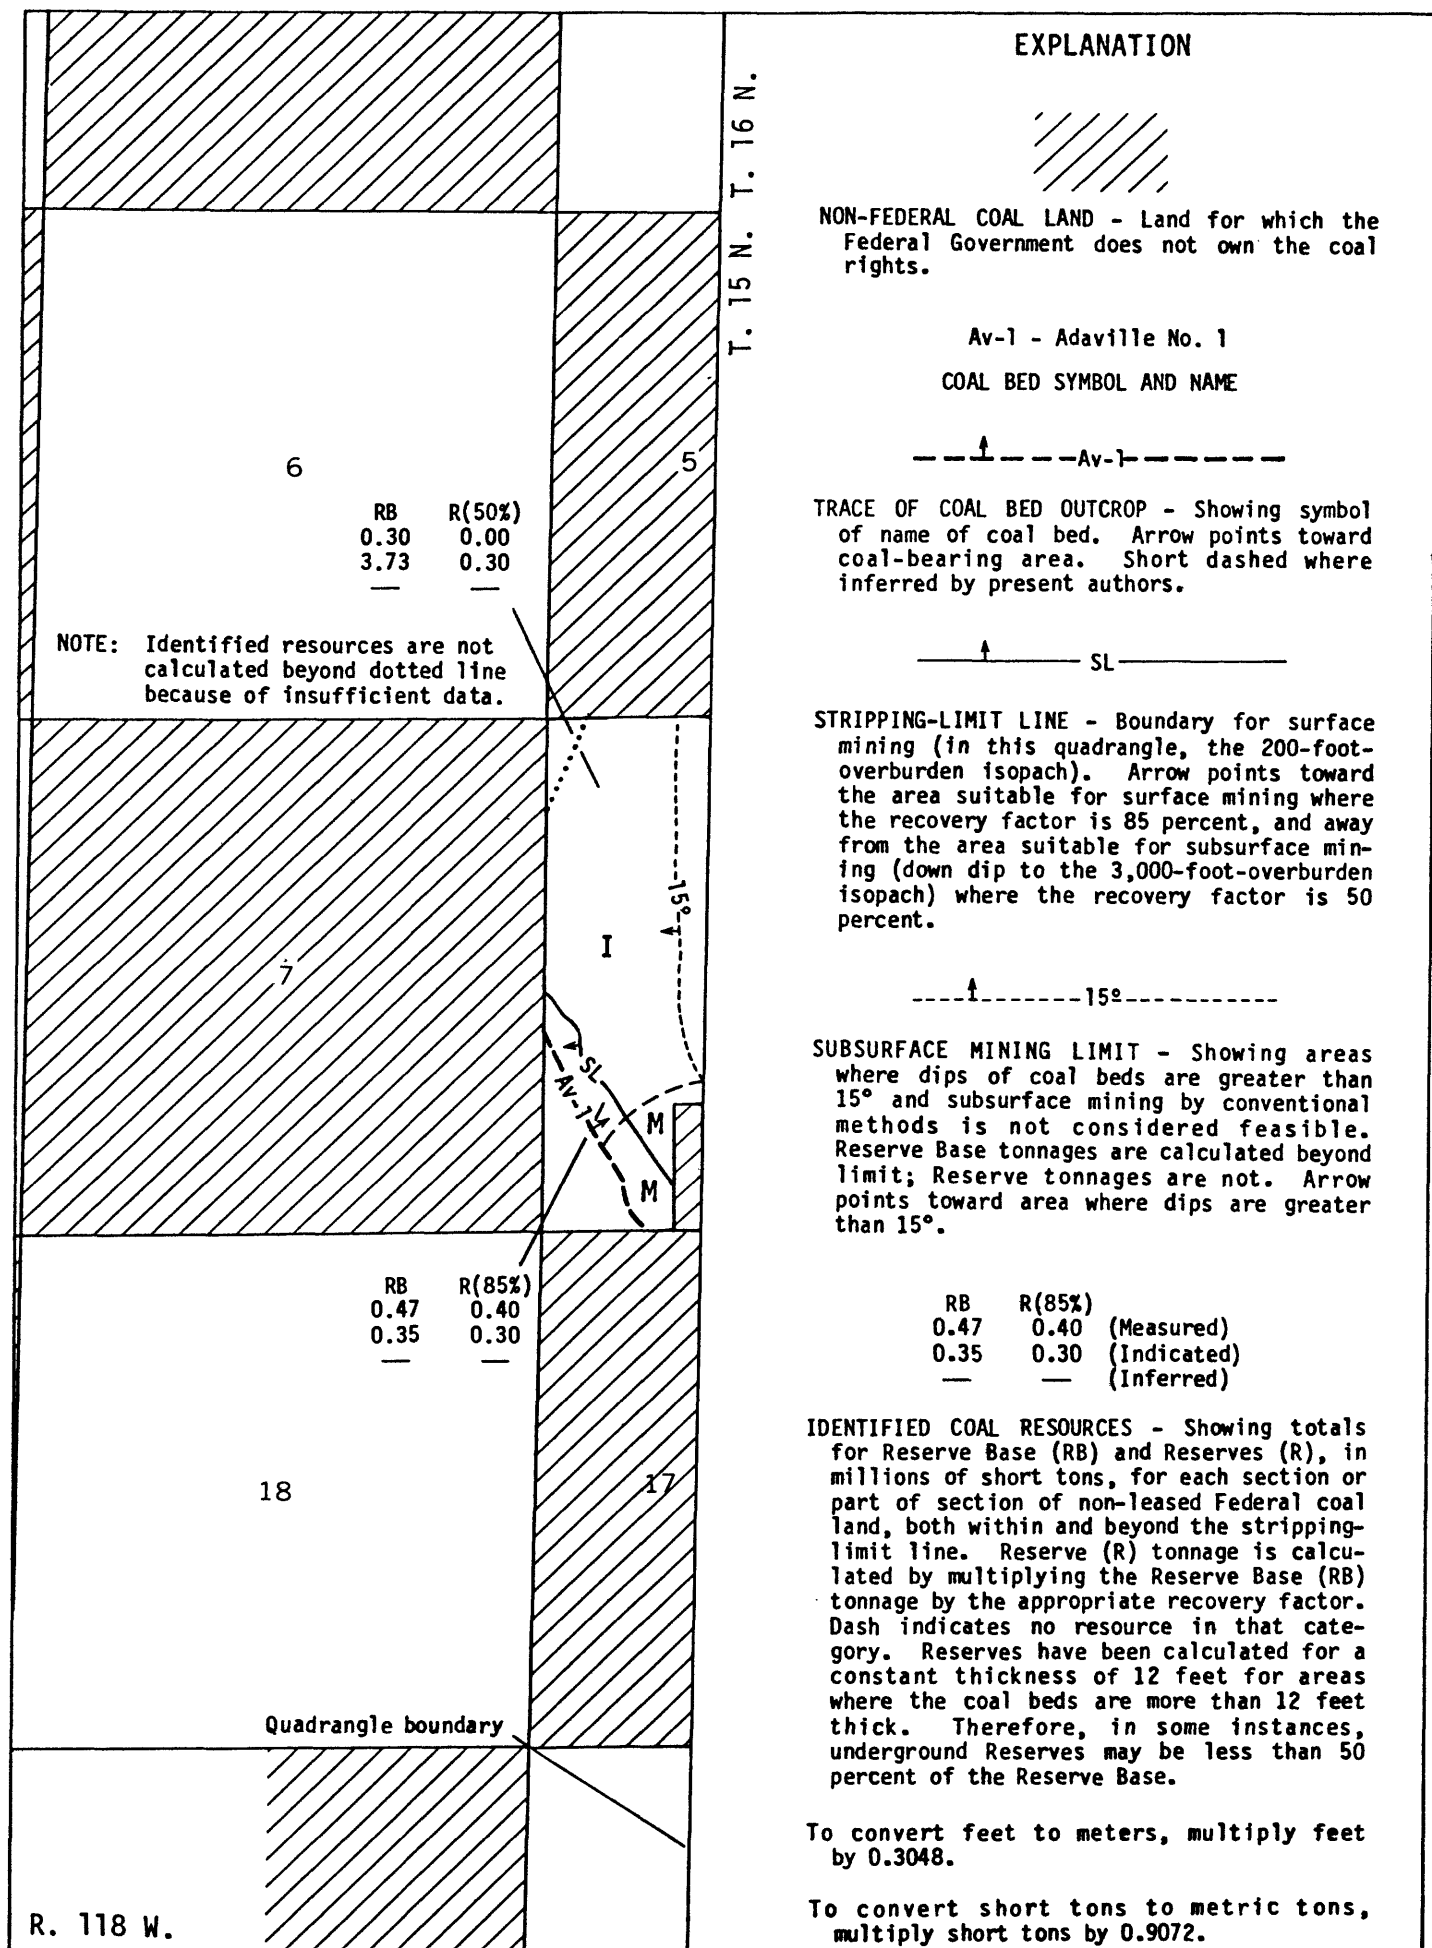 T. 16 N.
T. 15 N.
6
5
RB R(50%)
0.30 0.00
3.73 0.30
— —
NOTE: Identified resources are not
calculated beyond dotted line
because of insufficient data.
15°
I
7
SL
Av-1
M
M
RB R(85%)
0.47 0.40
0.35 0.30
— —
18
17
Quadrangle boundary
R. 118 W.
EXPLANATION
NON-FEDERAL COAL LAND - Land for which the
Federal Government does not own the coal
rights.
Av-1 - Adaville No. 1
COAL BED SYMBOL AND NAME
Av-1
TRACE OF COAL BED OUTCROP - Showing symbol
of name of coal bed. Arrow points toward
coal-bearing area. Short dashed where
inferred by present authors.
SL
STRIPPING-LIMIT LINE - Boundary for surface
mining (in this quadrangle, the 200-foot-
overburden isopach). Arrow points toward
the area suitable for surface mining where
the recovery factor is 85 percent, and away
from the area suitable for subsurface min-
ing (down dip to the 3,000-foot-overburden
isopach) where the recovery factor is 50
percent.
15º
SUBSURFACE MINING LIMIT - Showing areas
where dips of coal beds are greater than
15° and subsurface mining by conventional
methods is not considered feasible.
Reserve Base tonnages are calculated beyond
limit; Reserve tonnages are not. Arrow
points toward area where dips are greater
than 15°.
RB R(85%)
0.47 0.40 (Measured)
0.35 0.30 (Indicated)
— — (Inferred)
IDENTIFIED COAL RESOURCES - Showing totals
for Reserve Base (RB) and Reserves (R), in
millions of short tons, for each section or
part of section of non-leased Federal coal
land, both within and beyond the stripping-
limit line. Reserve (R) tonnage is calcu-
lated by multiplying the Reserve Base (RB)
tonnage by the appropriate recovery factor.
Dash indicates no resource in that cate-
gory. Reserves have been calculated for a
constant thickness of 12 feet for areas
where the coal beds are more than 12 feet
thick. Therefore, in some instances,
underground Reserves may be less than 50
percent of the Reserve Base.
To convert feet to meters, multiply feet
by 0.3048.
To convert short tons to metric tons,
multiply short tons by 0.9072.